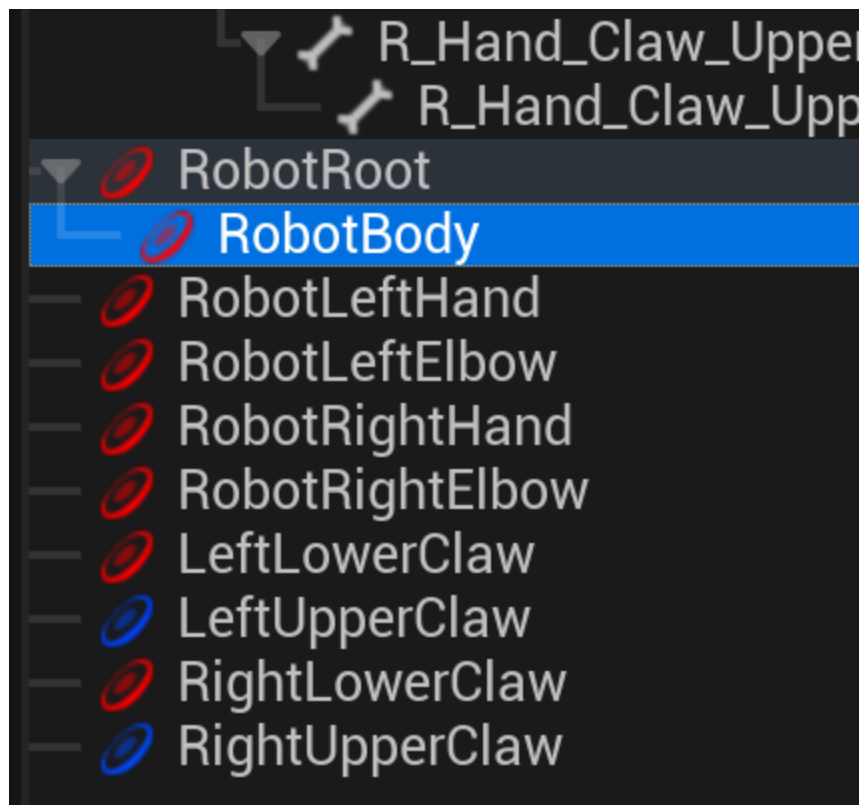 R_Hand_Claw_Upper
R_Hand_Claw_Upp
RobotRoot
RobotBody
RobotLeftHand
RobotLeftElbow
RobotRightHand
RobotRightElbow
LeftLowerClaw
LeftUpperClaw
RightLowerClaw
RightUpperClaw